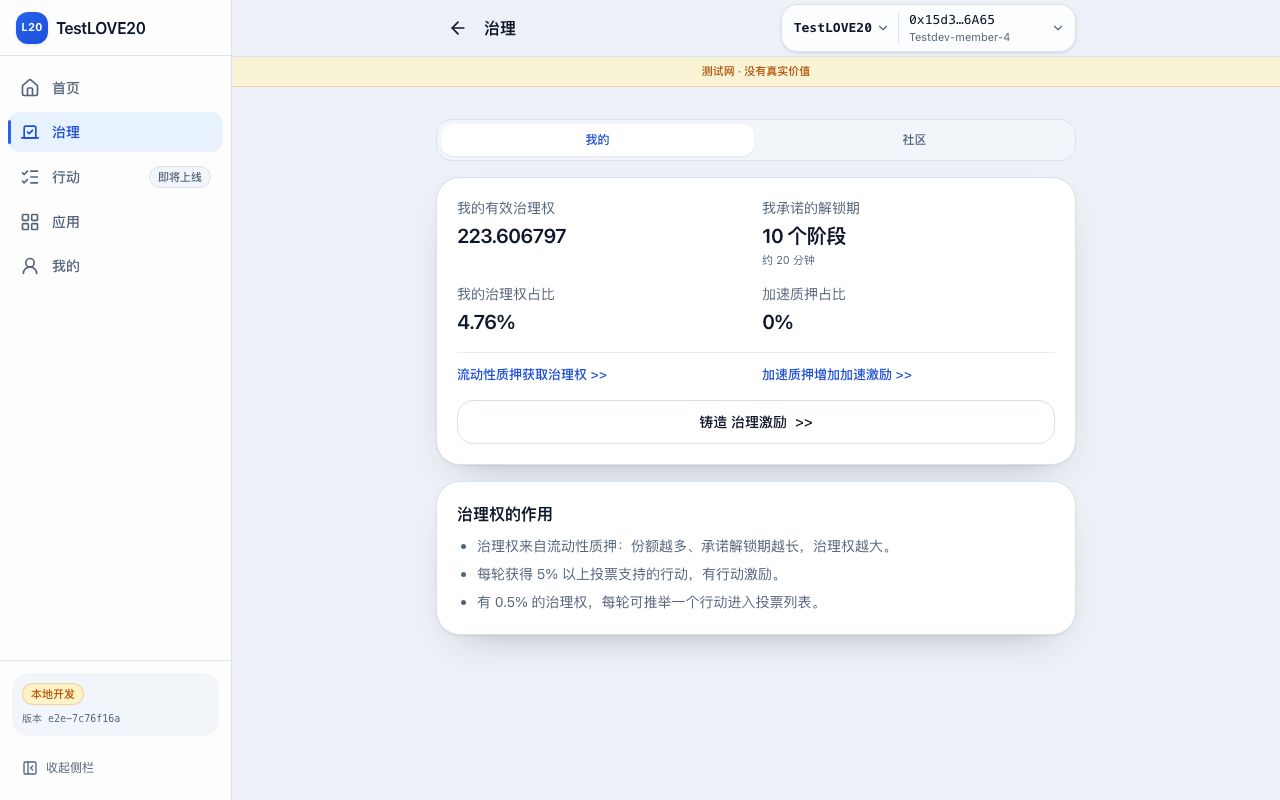 L20 TestLOVE20
首页
治理
行动 即将上线
应用
我的
本地开发
版本 e2e-7c76f16a
收起侧栏
治理
TestLOVE20 0x15d3…6A65
Testdev-member-4
测试网 · 没有真实价值
我的 社区
我的有效治理权 我承诺的解锁期
223.606797 10 个阶段
约 20 分钟
我的治理权占比 加速质押占比
4.76% 0%
流动性质押获取治理权 >> 加速质押增加加速激励 >>
铸造 治理激励 >>
治理权的作用
• 治理权来自流动性质押：份额越多、承诺解锁期越长，治理权越大。
• 每轮获得 5% 以上投票支持的行动，有行动激励。
• 有 0.5% 的治理权，每轮可推举一个行动进入投票列表。